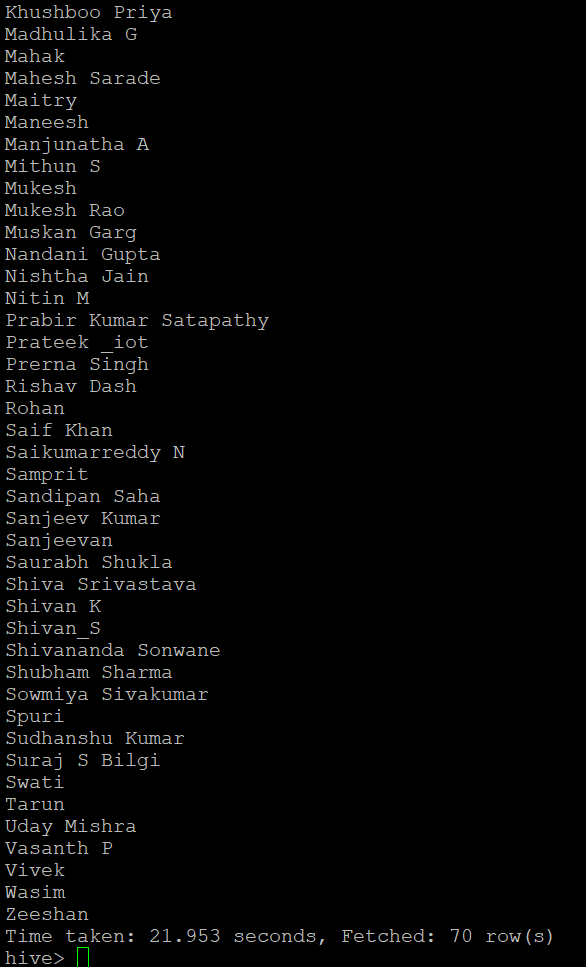 Khushboo Priya
Madhulika G
Mahak
Mahesh Sarade
Maitry
Maneesh
Manjunatha A
Mithun S
Mukesh
Mukesh Rao
Muskan Garg
Nandani Gupta
Nishtha Jain
Nitin M
Prabir Kumar Satapathy
Prateek _iot
Prerna Singh
Rishav Dash
Rohan
Saif Khan
Saikumarreddy N
Samprit
Sandipan Saha
Sanjeev Kumar
Sanjeevan
Saurabh Shukla
Shiva Srivastava
Shivan K
Shivan_S
Shivananda Sonwane
Shubham Sharma
Sowmiya Sivakumar
Spuri
Sudhanshu Kumar
Suraj S Bilgi
Swati
Tarun
Uday Mishra
Vasanth P
Vivek
Wasim
Zeeshan
Time taken: 21.953 seconds, Fetched: 70 row(s)
hive>